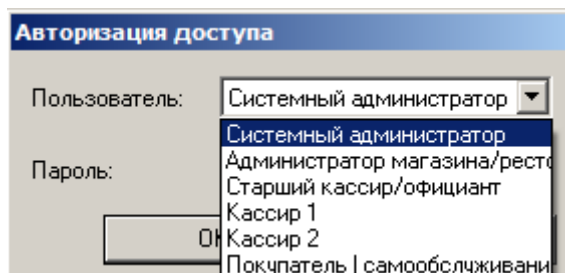 Авторизация доступа
Пользователь:
Системный администратор
Системный администратор
Администратор магазина/ресто
Пароль:
Старший кассир/официант
Кассир 1
Кассир 2
Покупатель | самообслуживани